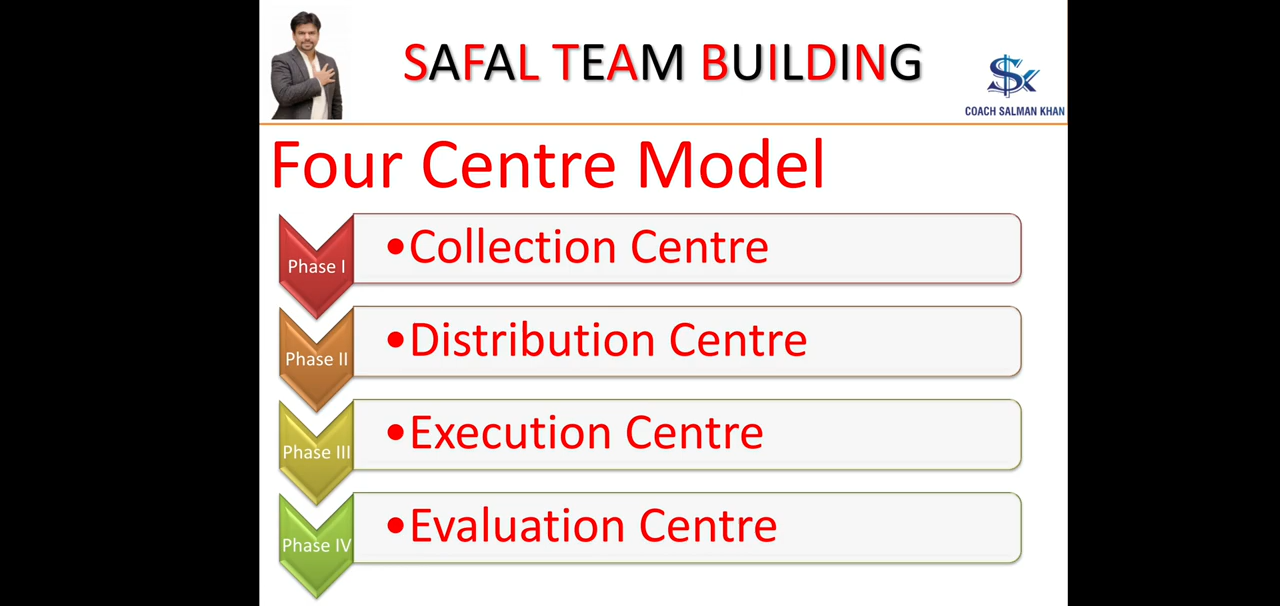 SAFAL TEAM BUILDING
COACH SALMAN KHAN
Four Centre Model
Phase I
•Collection Centre
Phase II
•Distribution Centre
Phase III
•Execution Centre
Phase IV
•Evaluation Centre